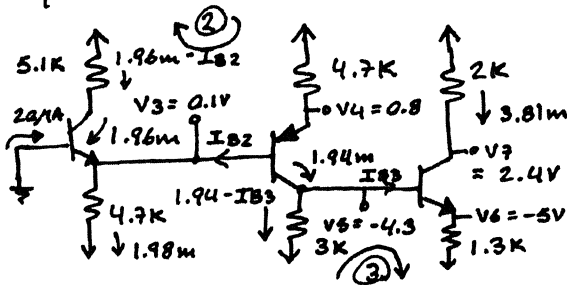 ②
5.1K
1.96m - IB2
4.7K
2K
20μA
V3 = 0.1V
V4 = 0.8
3.81m
1.96m
IB2
1.94m
V7
= 2.4V
IB3
4.7K
1.94 - IB3
V5 = -4.3
V6 = -5V
1.98m
3K
1.3K
③